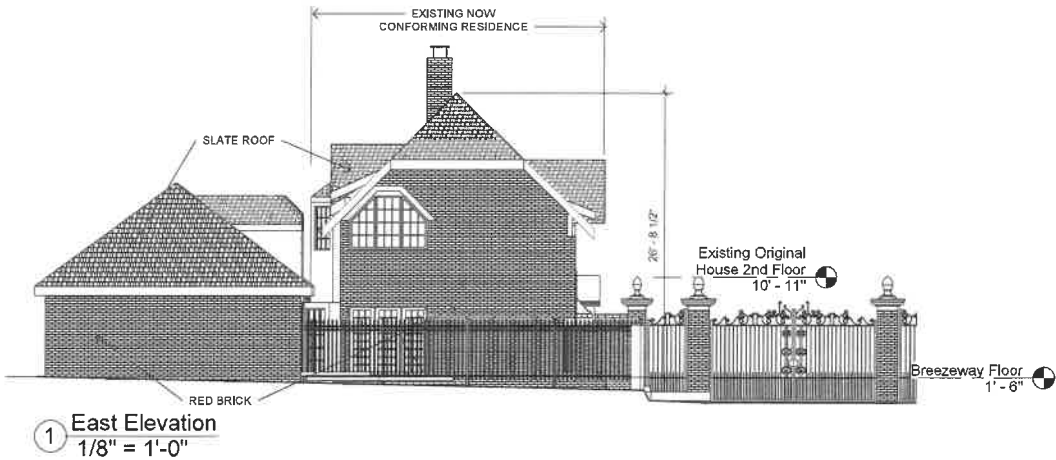 EXISTING NOW
CONFORMING RESIDENCE
SLATE ROOF
26' - 8 1/2"
Existing Original
House 2nd Floor
10' - 11"
Breezeway Floor
1' - 6"
RED BRICK
1
East Elevation
1/8" = 1'-0"